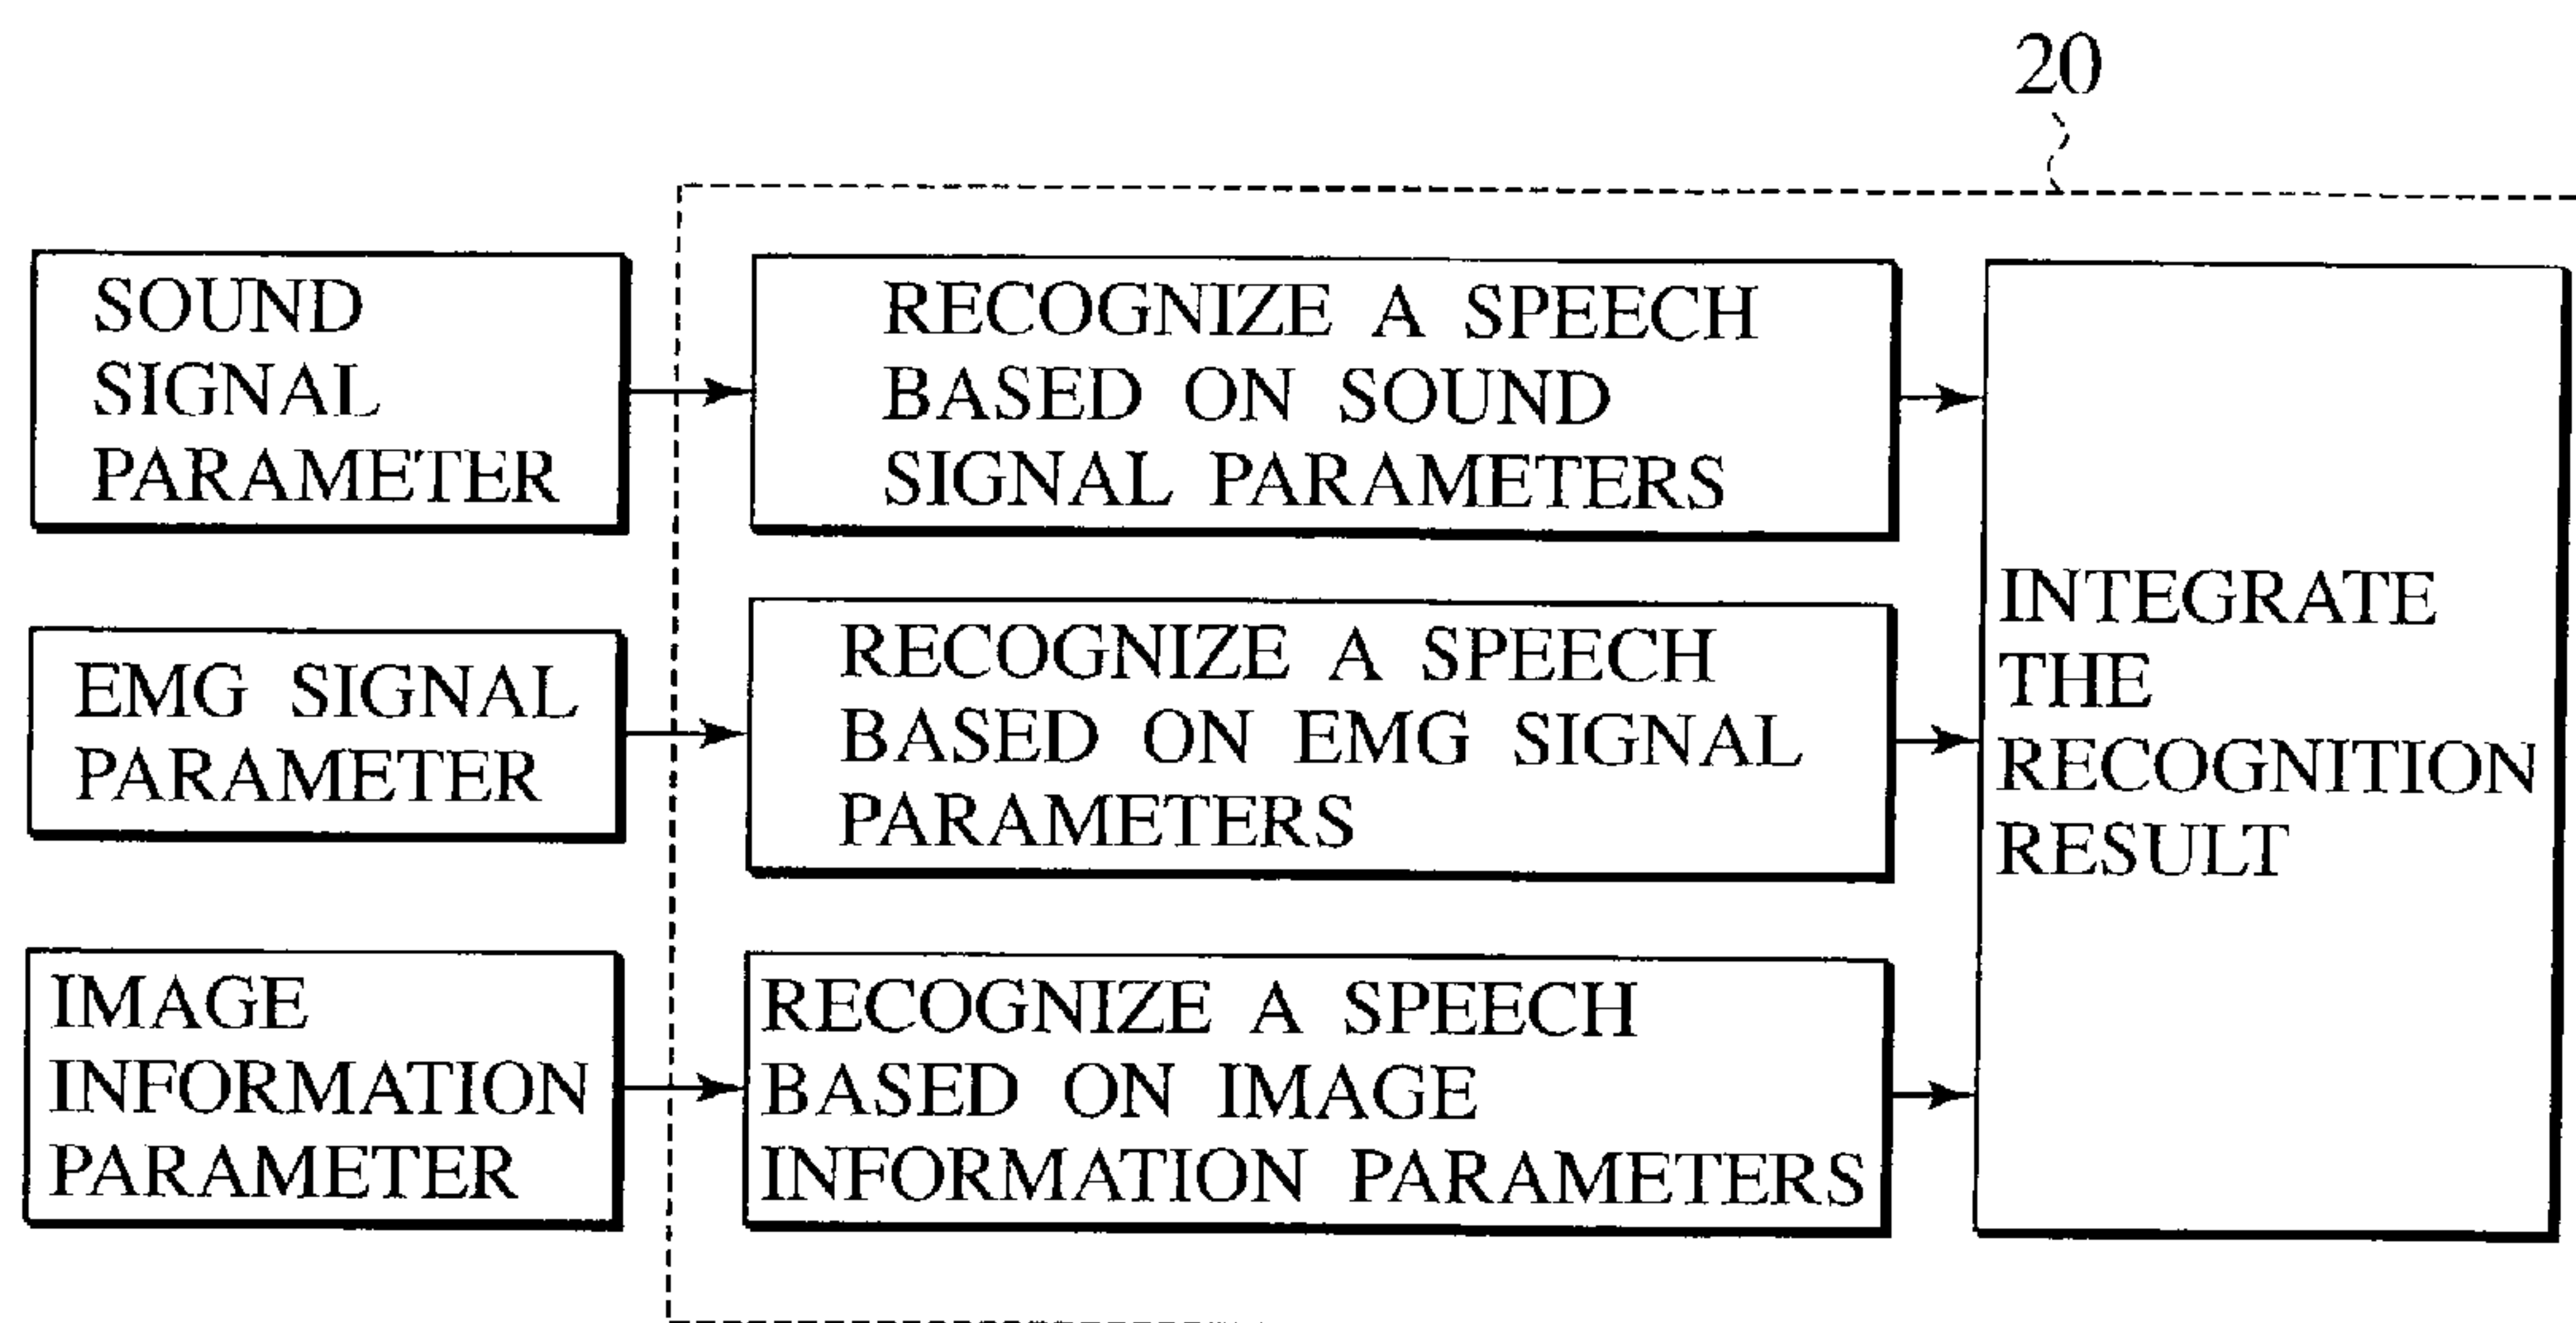 20
SOUND
SIGNAL
PARAMETER
RECOGNIZE A SPEECH
BASED ON SOUND
SIGNAL PARAMETERS
EMG SIGNAL
PARAMETER
RECOGNIZE A SPEECH
BASED ON EMG SIGNAL
PARAMETERS
IMAGE
INFORMATION
PARAMETER
RECOGNIZE A SPEECH
BASED ON IMAGE
INFORMATION PARAMETERS
INTEGRATE
THE
RECOGNITION
RESULT